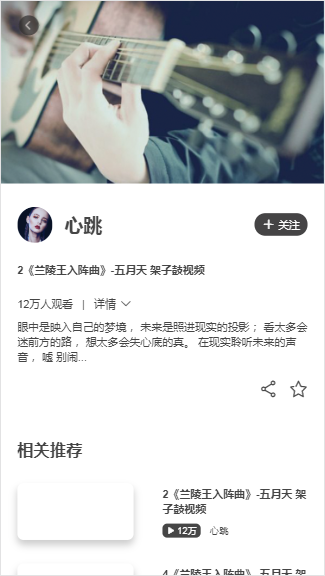 心跳
+ 关注
2《兰陵王入阵曲》-五月天 架子鼓视频
12万人观看 | 详情
眼中是映入自己的梦境， 未来是照进现实的投影； 看太多会
迷前方的路， 想太多会失心底的真。 在现实聆听未来的声
音， 嘘 别闹...
相关推荐
2《兰陵王入阵曲》-五月天 架
子鼓视频
12万 心跳
4《兰陵王入阵曲》-五月天 架